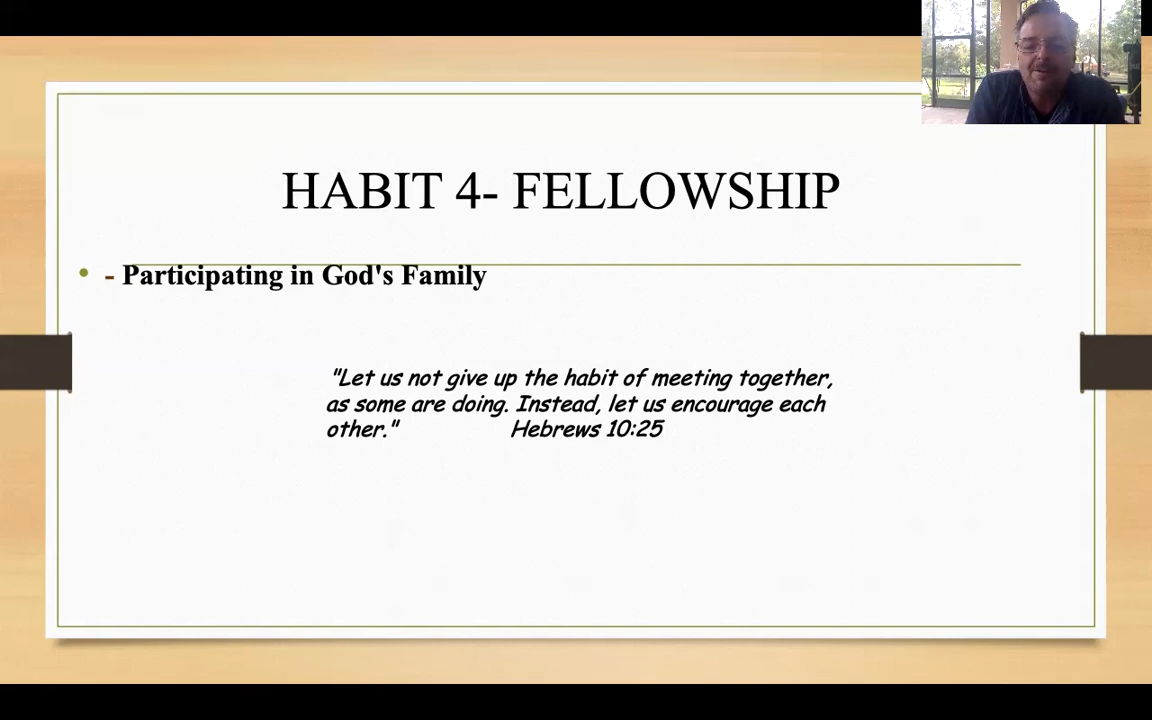 HABIT 4- FELLOWSHIP
• - Participating in God's Family
"Let us not give up the habit of meeting together,
as some are doing. Instead, let us encourage each
other." Hebrews 10:25